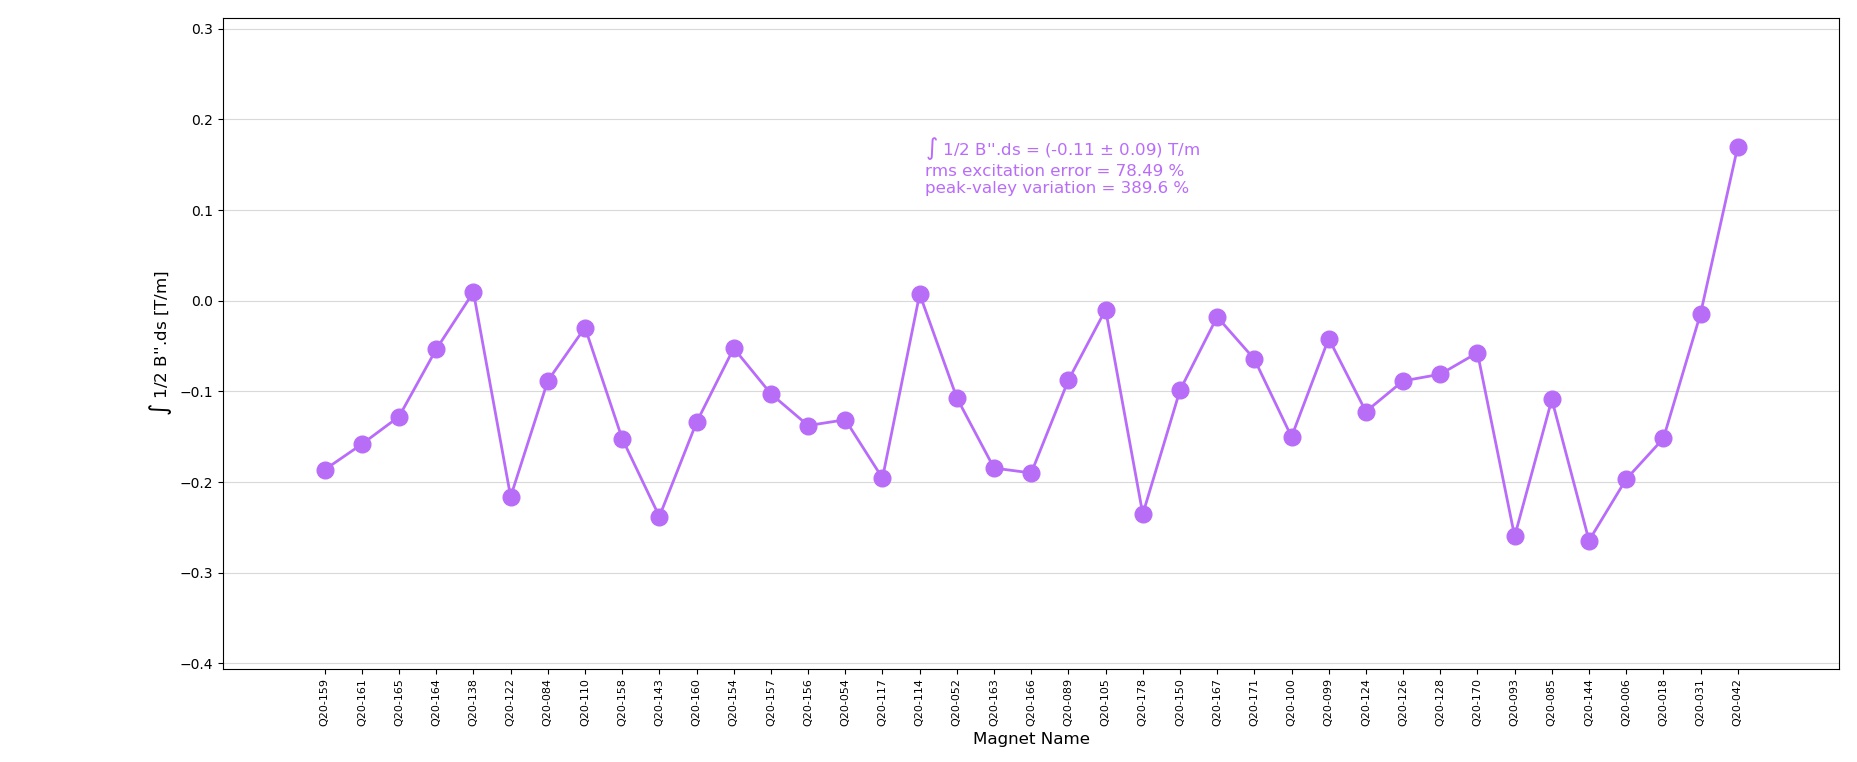 0.3
0.2
0.1
0.0
−0.1
−0.2
−0.3
−0.4
∫ 1/2 B''.ds [T/m]
∫ 1/2 B''.ds = (-0.11 ± 0.09) T/m
rms excitation error = 78.49 %
peak-valey variation = 389.6 %
Q20-159
Q20-161
Q20-165
Q20-164
Q20-138
Q20-122
Q20-084
Q20-110
Q20-158
Q20-143
Q20-160
Q20-154
Q20-157
Q20-156
Q20-054
Q20-117
Q20-114
Q20-052
Q20-163
Q20-166
Q20-089
Q20-105
Q20-178
Q20-150
Q20-167
Q20-171
Q20-100
Q20-099
Q20-124
Q20-126
Q20-128
Q20-170
Q20-093
Q20-085
Q20-144
Q20-006
Q20-018
Q20-031
Q20-042
Magnet Name